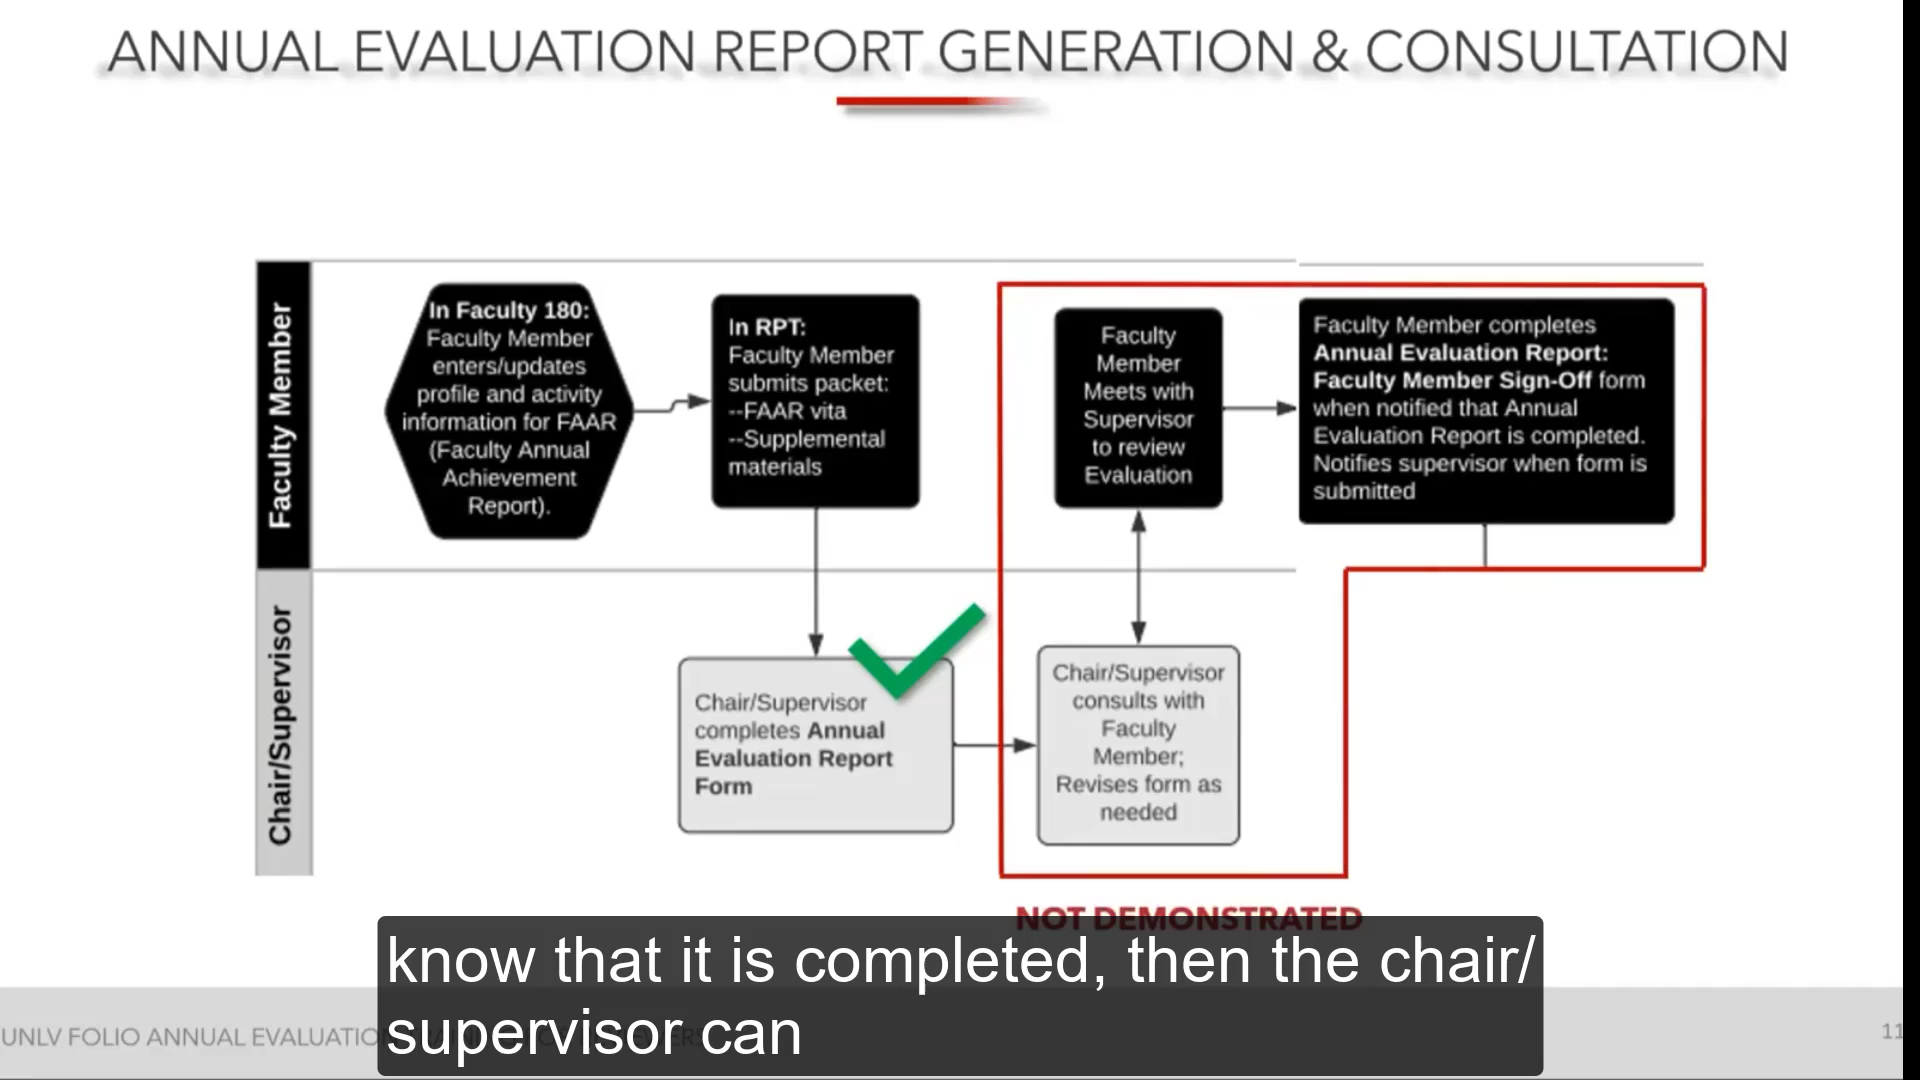 ANNUAL EVALUATION REPORT GENERATION & CONSULTATION
Faculty Member
In Faculty 180:
Faculty Member
enters/updates
profile and activity
information for FAAR
(Faculty Annual
Achievement
Report).
In RPT:
Faculty Member
submits packet:
--FAAR vita
--Supplemental
materials
Faculty
Member
Meets with
Supervisor
to review
Evaluation
Faculty Member completes
Annual Evaluation Report:
Faculty Member Sign-Off form
when notified that Annual
Evaluation Report is completed.
Notifies supervisor when form is
submitted
Chair/Supervisor
Chair/Supervisor
completes Annual
Evaluation Report
Form
Chair/Supervisor
consults with
Faculty
Member;
Revises form as
needed
NOT DEMONSTRATED
know that it is completed, then the chair/
supervisor can
UNLV FOLIO ANNUAL EVALUATION
11